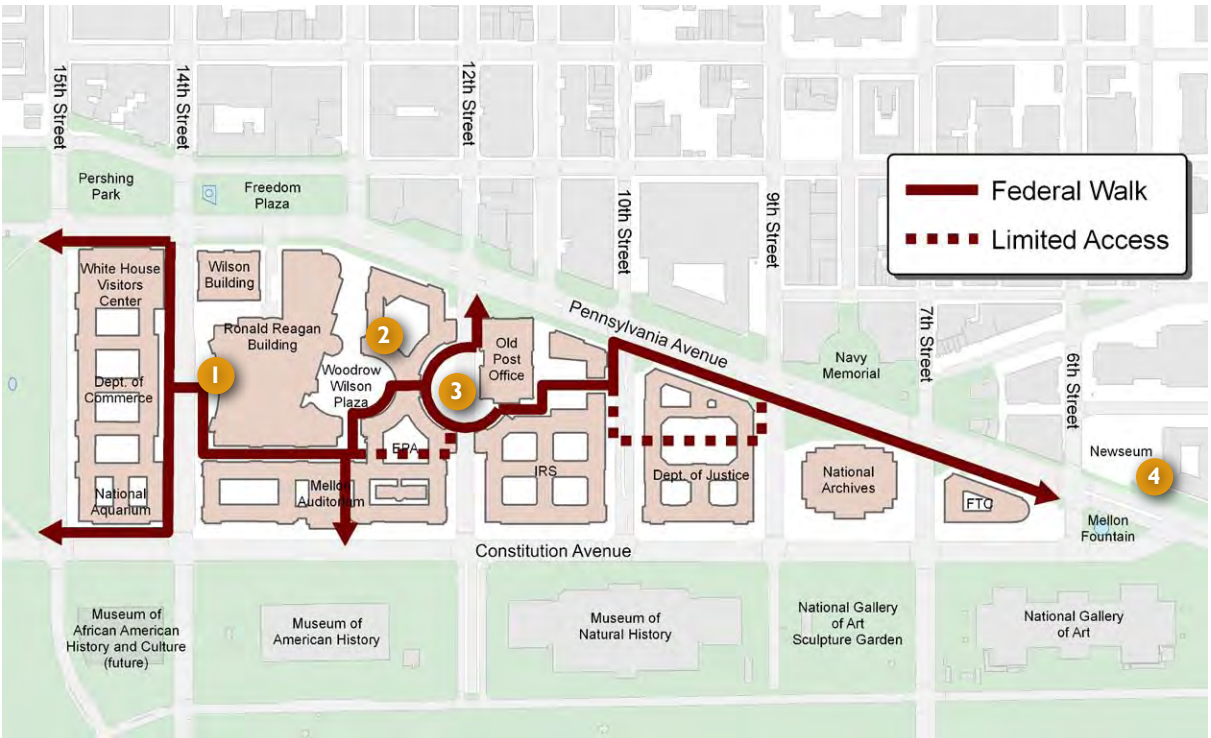 15th Street
14th Street
12th Street
10th Street
9th Street
7th Street
6th Street
Federal Walk
Limited Access
Pershing
Park
Freedom
Plaza
White House
Visitors
Center
Wilson
Building
Ronald Reagan
Building
Pennsylvania Avenue
Old
Post
Office
Navy
Memorial
Woodrow
Wilson
Plaza
1
2
3
4
Dept. of
Commerce
EPA
IRS
Dept. of Justice
National
Archives
Newseum
National
Aquarium
Mellon
Auditorium
FTC
Mellon
Fountain
Constitution Avenue
Museum of
African American
History and Culture
(future)
Museum of
American History
Museum of
Natural History
National Gallery
of Art
Sculpture Garden
National Gallery
of Art